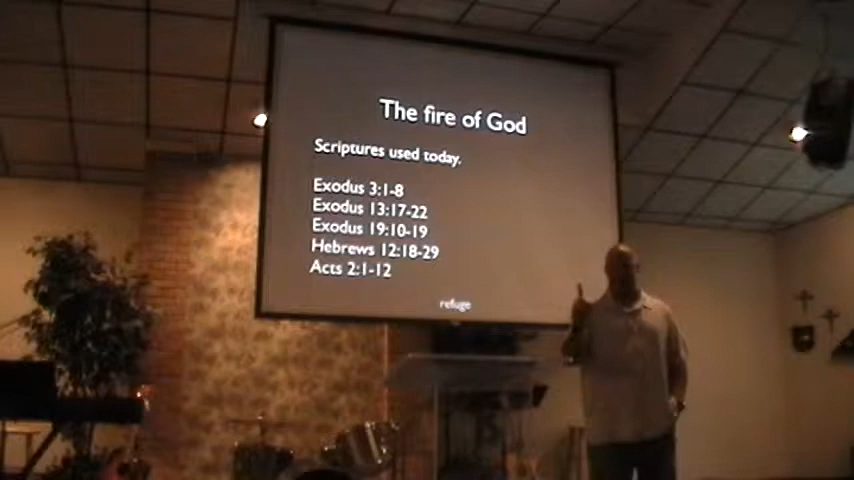 The fire of God
Scriptures used today.
Exodus 3:1-8
Exodus 13:17-22
Exodus 19:10-19
Hebrews 12:18-29
Acts 2:1-12
refuge